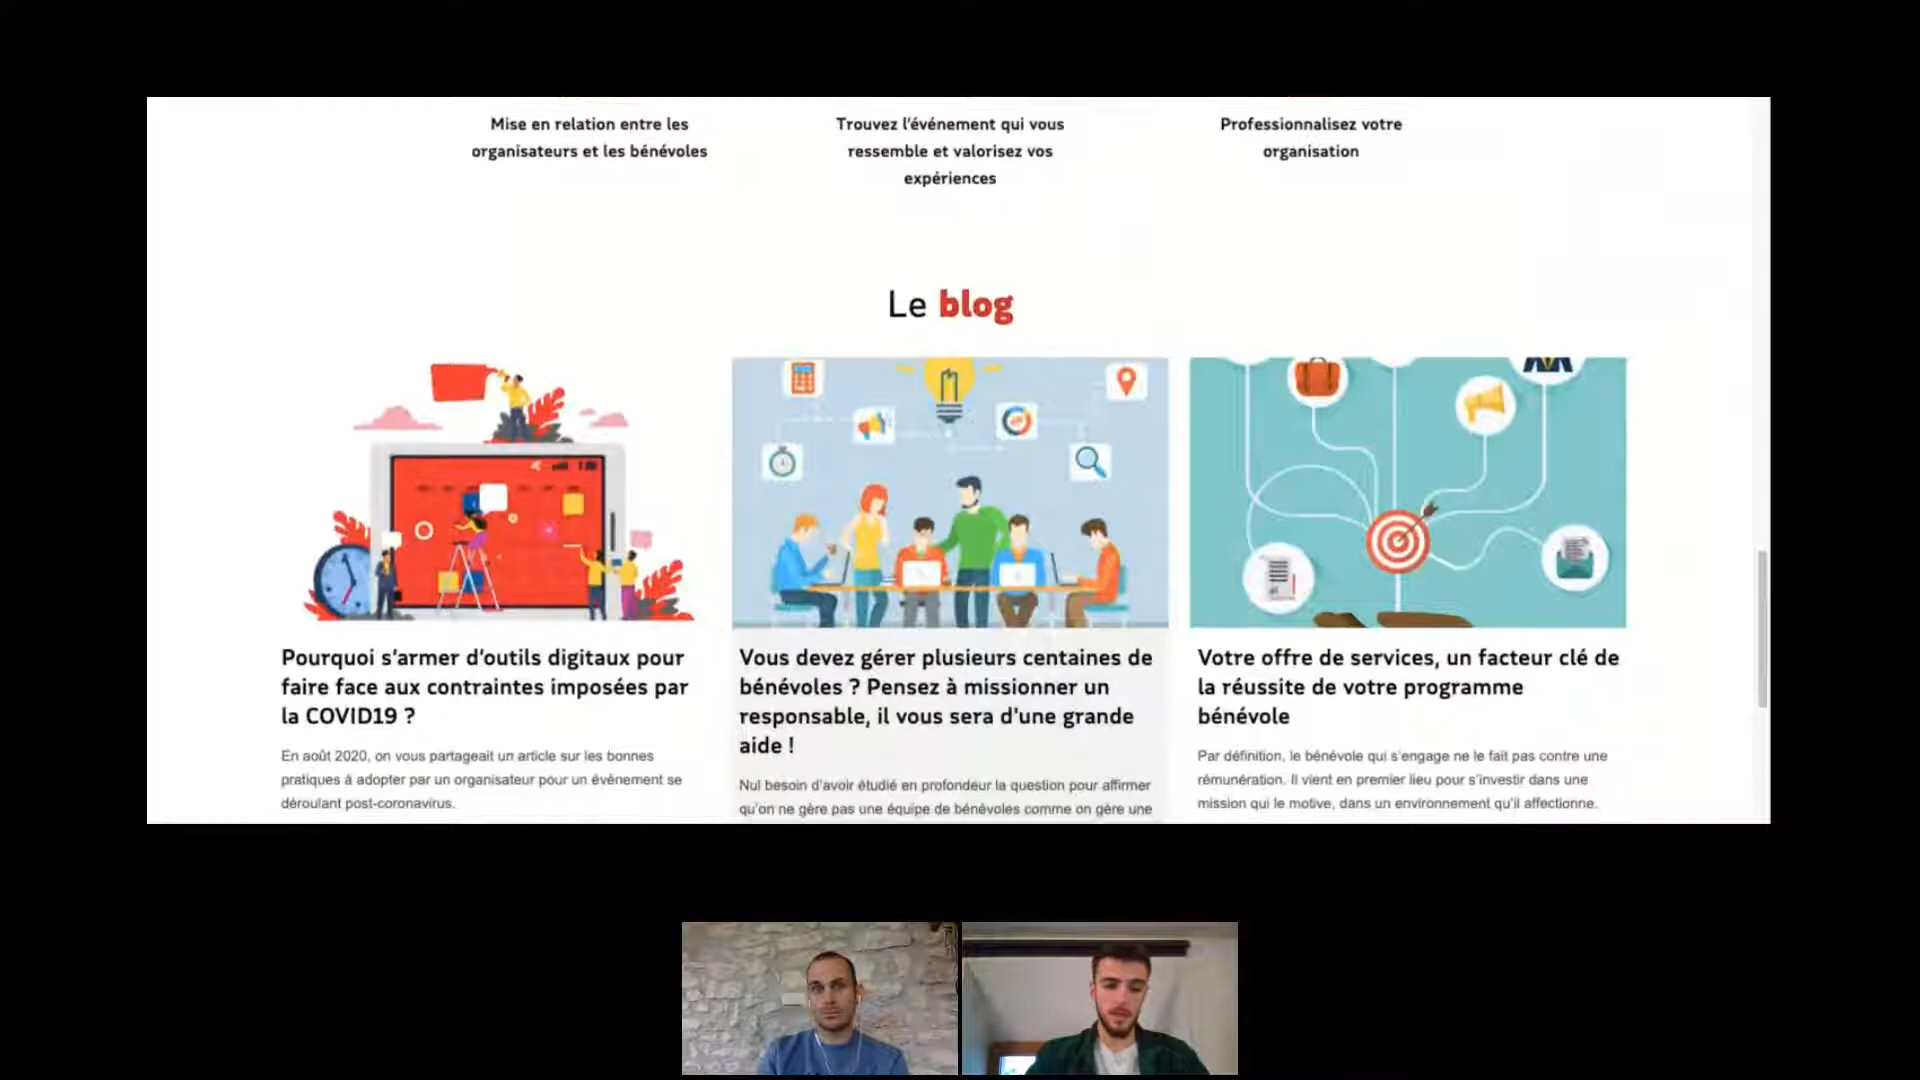 Mise en relation entre les
organisateurs et les bénévoles
Trouvez l'événement qui vous
ressemble et valorisez vos
expériences
Professionnalisez votre
organisation
Le blog
Pourquoi s'armer d'outils digitaux pour
faire face aux contraintes imposées par
la COVID19 ?
En août 2020, on vous partageait un article sur les bonnes
pratiques à adopter par un organisateur pour un événement se
déroulant post-coronavirus.
Vous devez gérer plusieurs centaines de
bénévoles ? Pensez à missionner un
responsable, il vous sera d'une grande
aide !
Nul besoin d'avoir étudié en profondeur la question pour affirmer
qu'on ne gère pas une équipe de bénévoles comme on gère une
Votre offre de services, un facteur clé de
la réussite de votre programme
bénévole
Par définition, le bénévole qui s'engage ne le fait pas contre une
rémunération. Il vient en premier lieu pour s'investir dans une
mission qui le motive, dans un environnement qu'il affectionne.